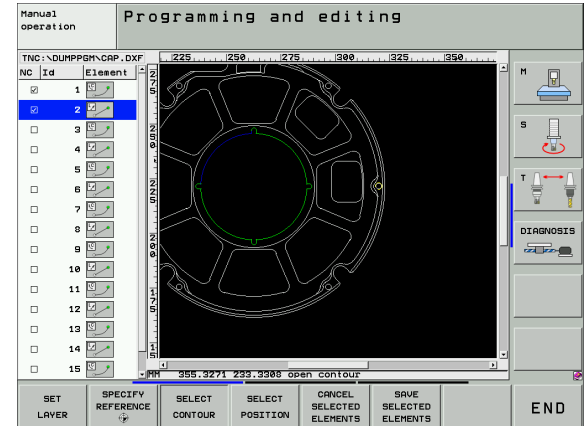 Manual
operation
Programming and editing
TNC:\DUMPPGM\CAP.DXF
NC Id Element
225 250 275 300 325 350
1
2
3
4
5
6
7
8
9
10
11
12
13
14
15
MM 355.3271 233.3308 open contour
M
S
T
DIAGNOSIS
SET
LAYER
SPECIFY
REFERENCE
SELECT
CONTOUR
SELECT
POSITION
CANCEL
SELECTED
ELEMENTS
SAVE
SELECTED
ELEMENTS
END